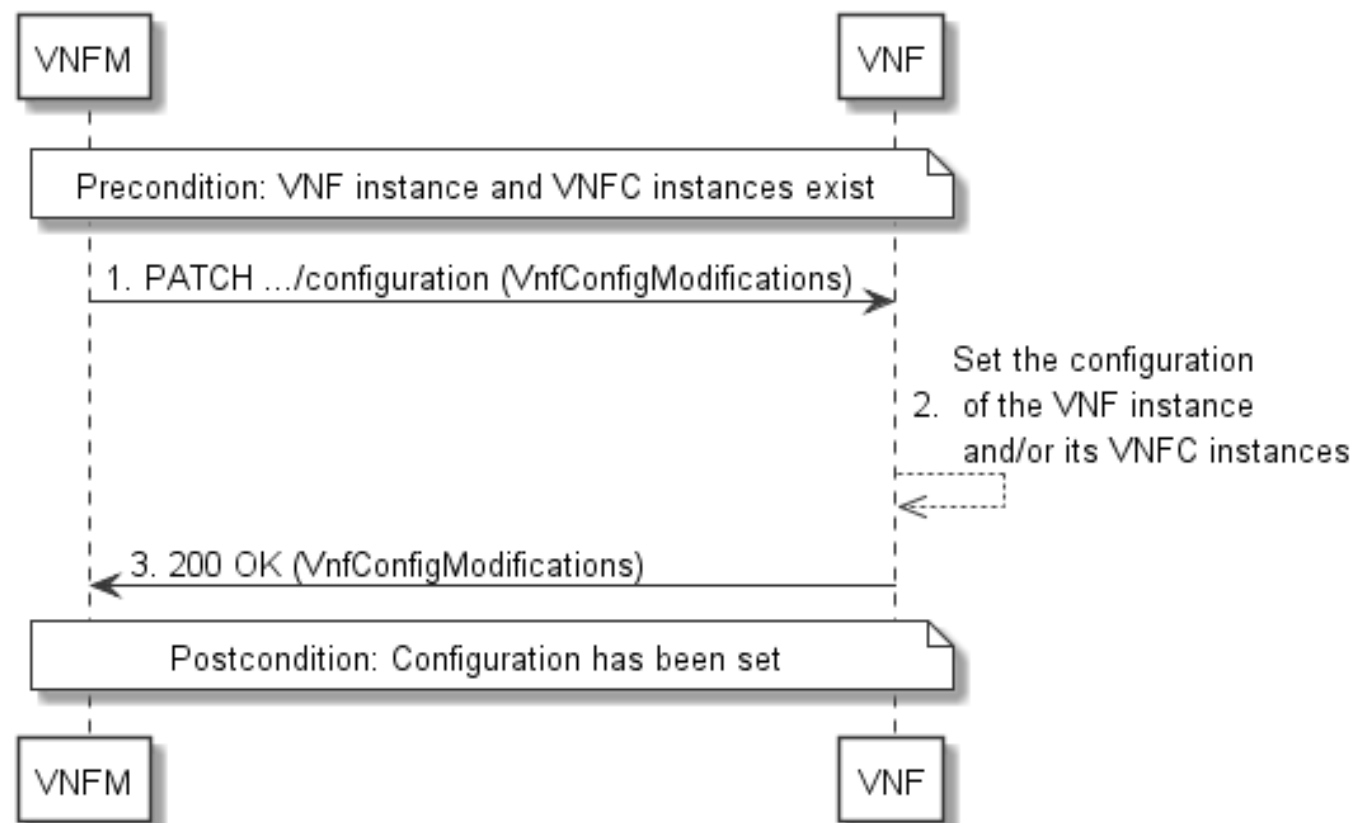 VNFM
VNF
Precondition: VNF instance and VNFC instances exist
1. PATCH .../configuration (VnfConfigModifications)
Set the configuration
2. of the VNF instance
and/or its VNFC instances
3. 200 OK (VnfConfigModifications)
Postcondition: Configuration has been set
VNFM
VNF